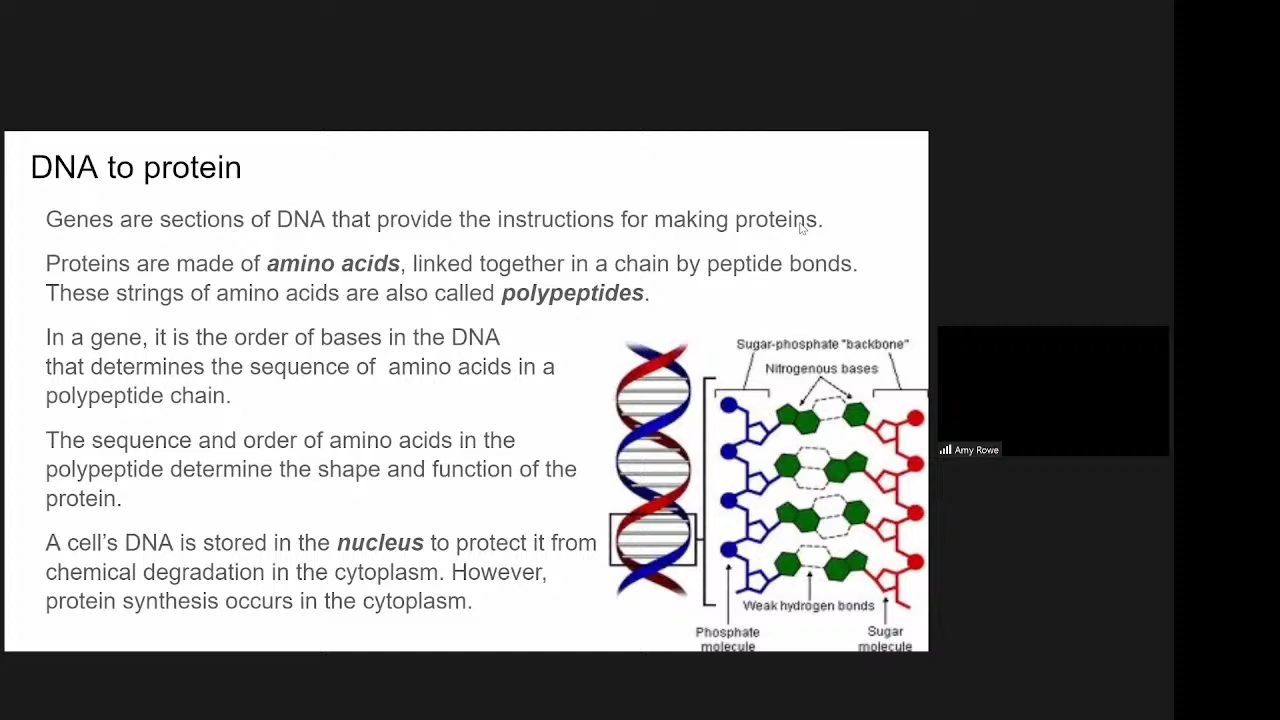 DNA to protein
Genes are sections of DNA that provide the instructions for making proteins.
Proteins are made of amino acids, linked together in a chain by peptide bonds.
These strings of amino acids are also called polypeptides.
In a gene, it is the order of bases in the DNA
that determines the sequence of  amino acids in a
polypeptide chain.
The sequence and order of amino acids in the
polypeptide determine the shape and function of the
protein.
A cell’s DNA is stored in the nucleus to protect it from
chemical degradation in the cytoplasm. However,
protein synthesis occurs in the cytoplasm.
Sugar-phosphate "backbone"
Nitrogenous bases
Weak hydrogen bonds
Phosphate
molecule
Sugar
molecule
Amy Rowe